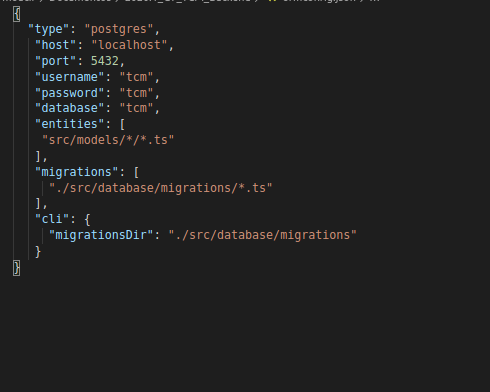 {
"type": "postgres",
"host": "localhost",
"port": 5432,
"username": "tcm",
"password": "tcm",
"database": "tcm",
"entities": [
"src/models/*/*.ts"
],
"migrations": [
"./src/database/migrations/*.ts"
],
"cli": {
"migrationsDir": "./src/database/migrations"
}
}